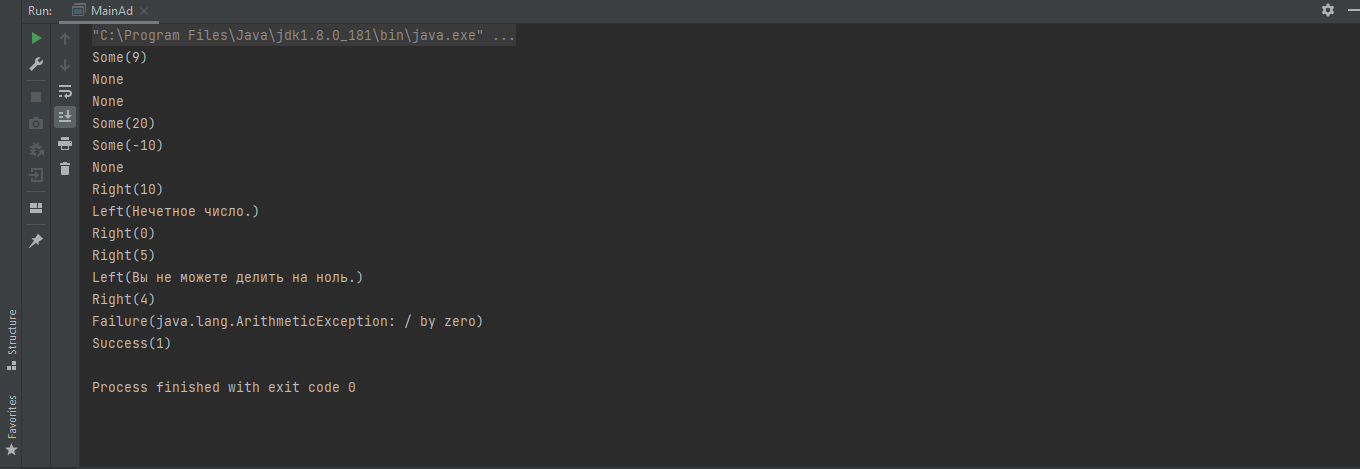 Run: MainAd
"C:\Program Files\Java\jdk1.8.0_181\bin\java.exe" ...
Some(9)
None
None
Some(20)
Some(-10)
None
Right(10)
Left(Нечетное число.)
Right(0)
Right(5)
Left(Вы не можете делить на ноль.)
Right(4)
Failure(java.lang.ArithmeticException: / by zero)
Success(1)
Process finished with exit code 0
Structure
Favorites